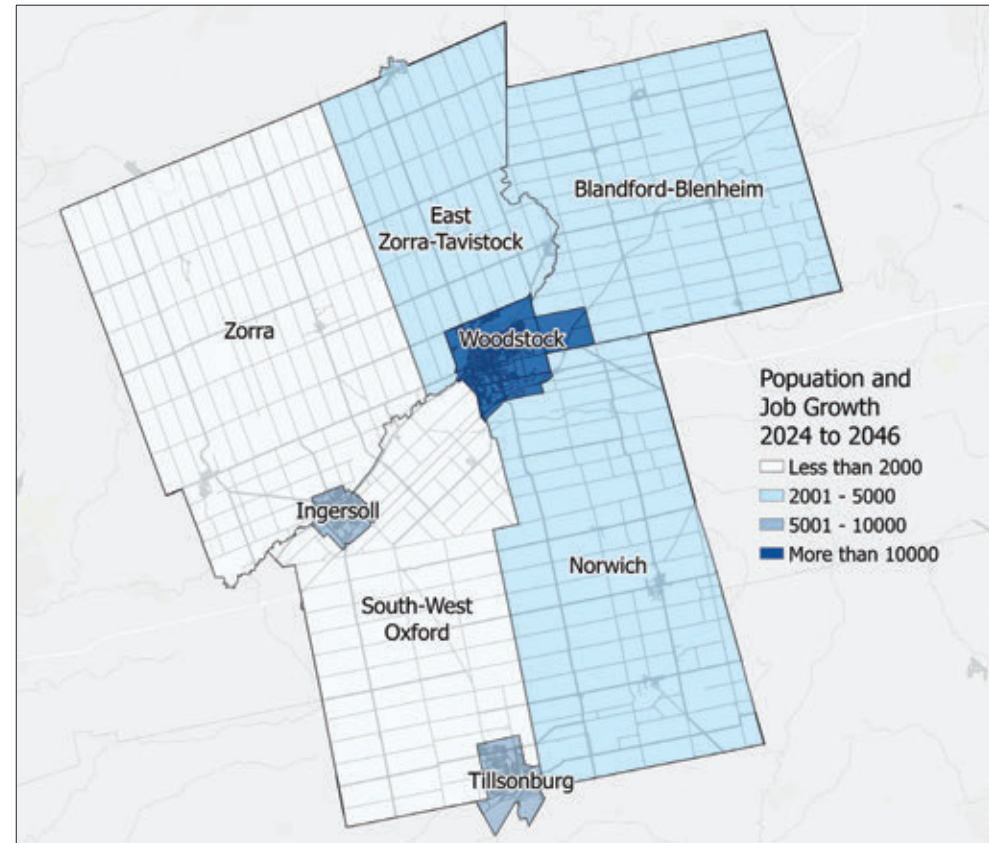 Blandford-Blenheim
East
Zorra-Tavistock
Zorra
Woodstock
Popuation and
Job Growth
2024 to 2046
Less than 2000
2001 - 5000
5001 - 10000
More than 10000
Ingersoll
Norwich
South-West
Oxford
Tillsonburg